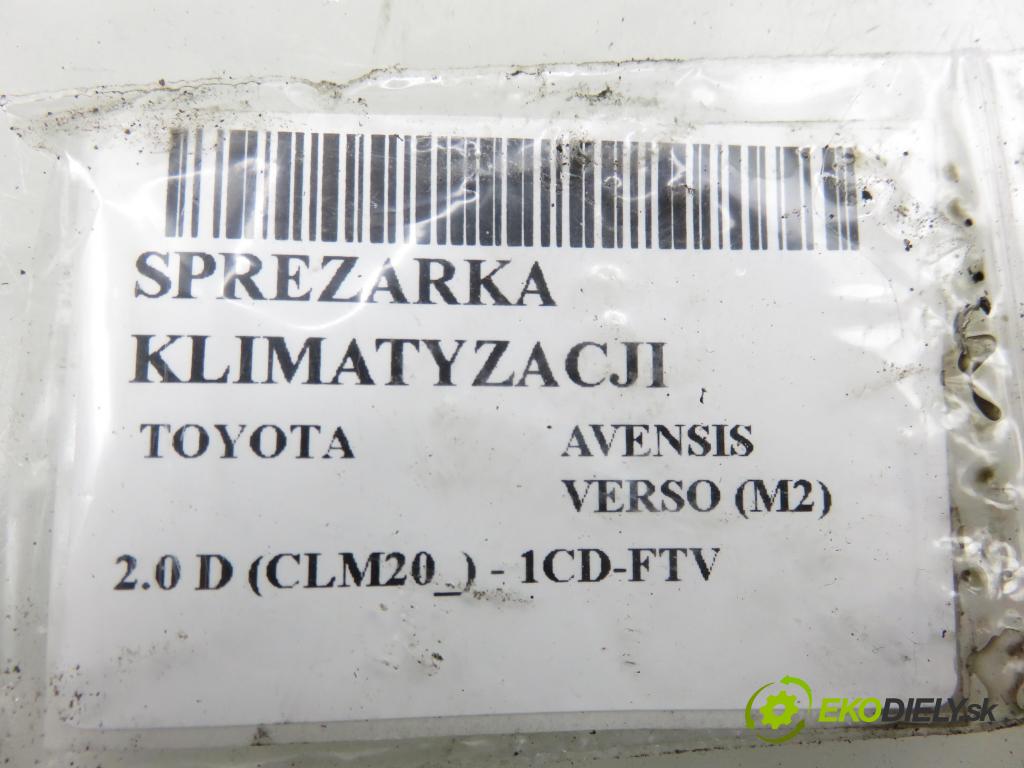 SPREZARKA
KLIMATYZACJI
TOYOTA AVENSIS
VERSO (M2)
2.0 D (CLM20_) - 1CD-FTV
EKODIELY.sk